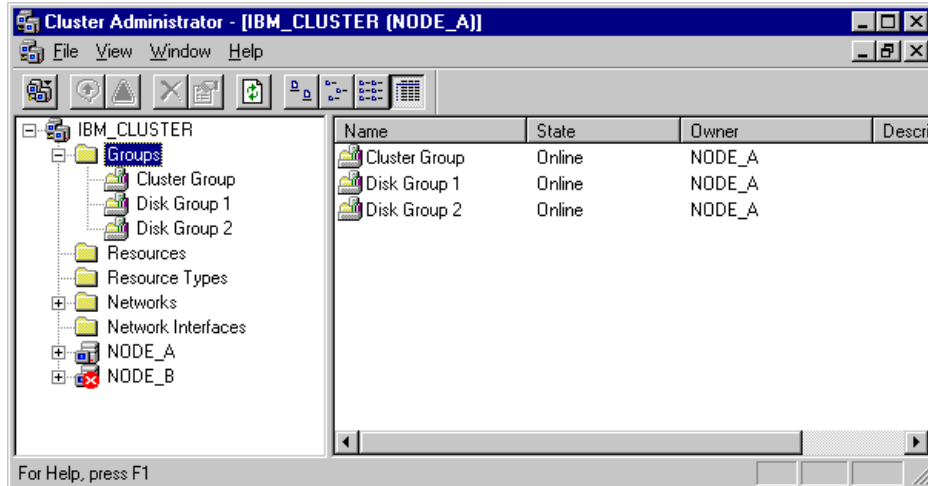 Cluster Administrator - [IBM_CLUSTER (NODE_A)]
File View Window Help
IBM_CLUSTER
Groups
Cluster Group
Disk Group 1
Disk Group 2
Resources
Resource Types
Networks
Network Interfaces
NODE_A
NODE_B
Name State Owner Descri
Cluster Group Online NODE_A
Disk Group 1 Online NODE_A
Disk Group 2 Online NODE_A
For Help, press F1